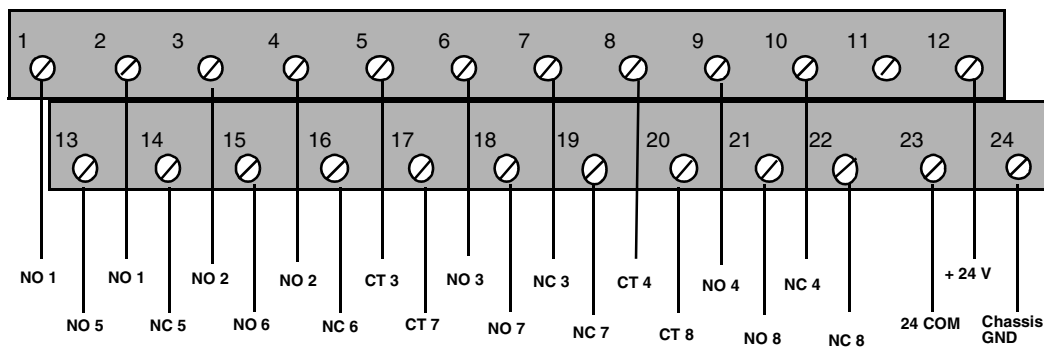 1 2 3 4 5 6 7 8 9 10 11 12
13 14 15 16 17 18 19 20 21 22 23 24
NO 1 NO 1 NO 2 NO 2 CT 3 NO 3 NC 3 CT 4 NO 4 NC 4 + 24 V
NO 5 NC 5 NO 6 NC 6 CT 7 NO 7 NC 7 CT 8 NO 8 NC 8 24 COM Chassis
GND